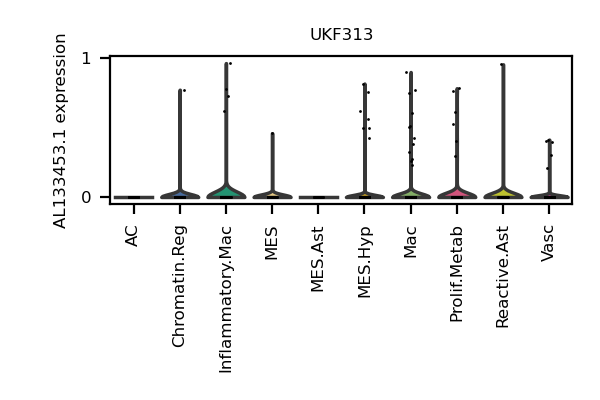 UKF313
AL133453.1 expression
1
0
AC
Chromatin.Reg
Inflammatory.Mac
MES
MES.Ast
MES.Hyp
Mac
Prolif.Metab
Reactive.Ast
Vasc